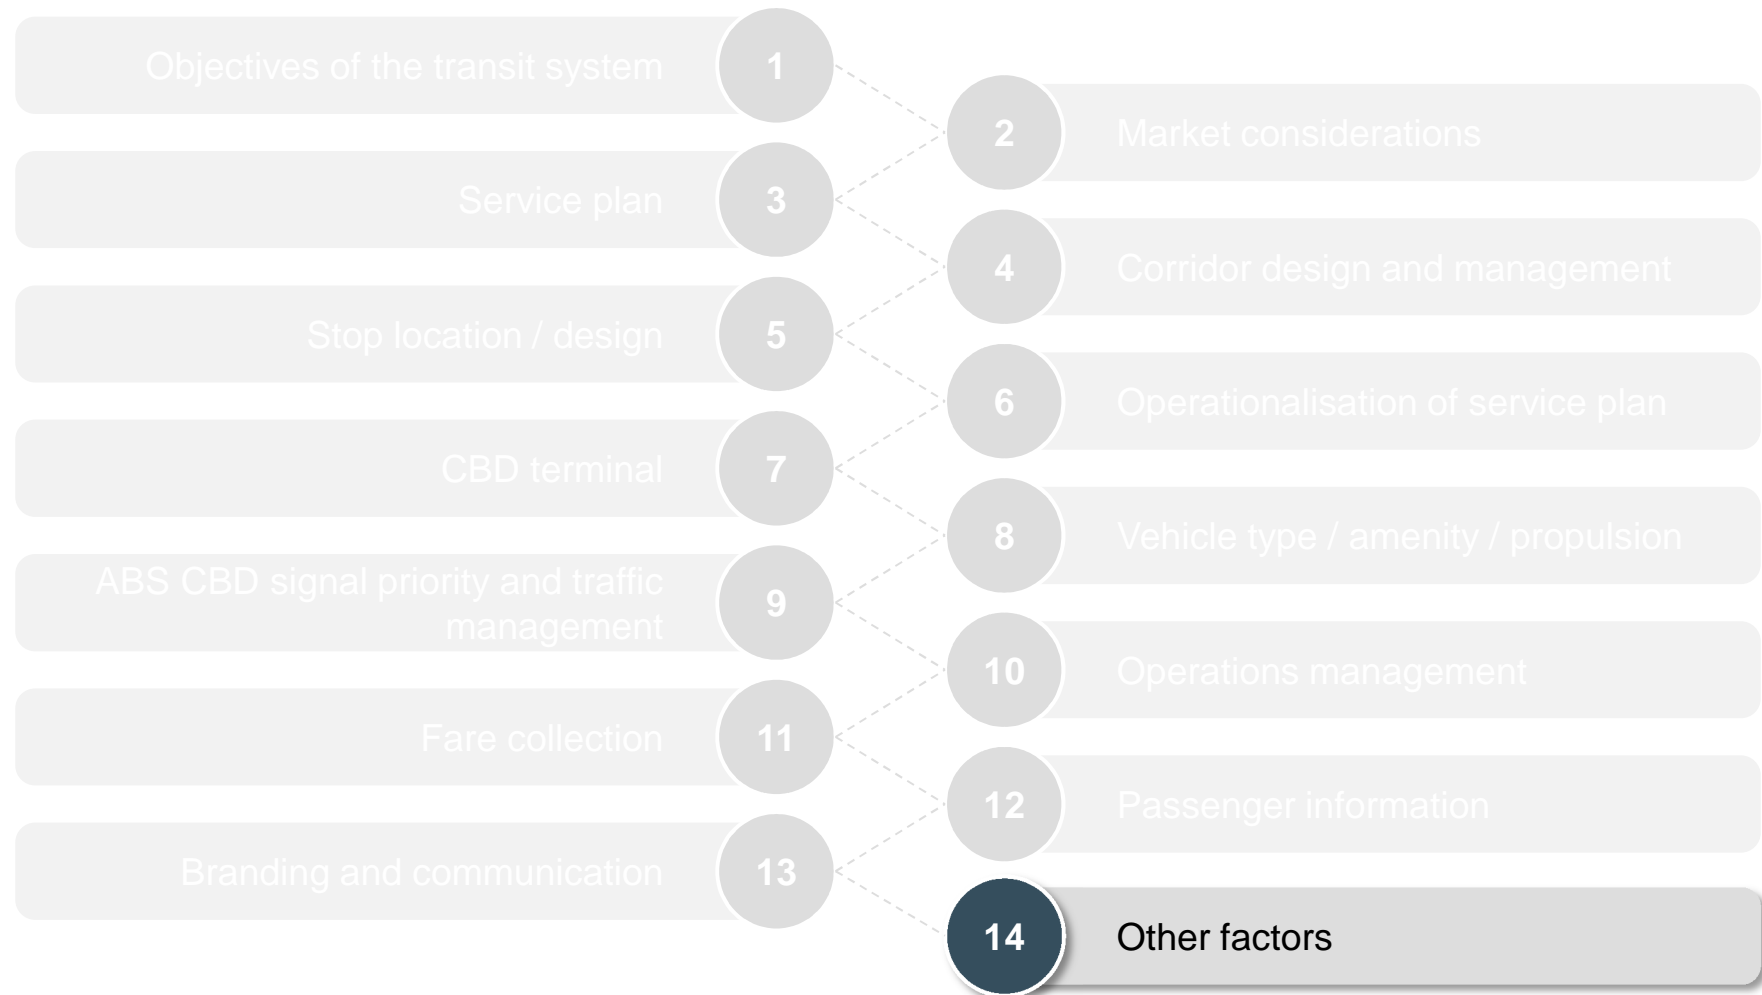 Objectives of the transit system
1
2
Market considerations
Service plan
3
4
Corridor design and management
Stop location / design
5
6
Operationalisation of service plan
CBD terminal
7
8
Vehicle type / amenity / propulsion
ABS CBD signal priority and traffic
management
9
10
Operations management
Fare collection
11
12
Passenger information
Branding and communication
13
14
Other factors